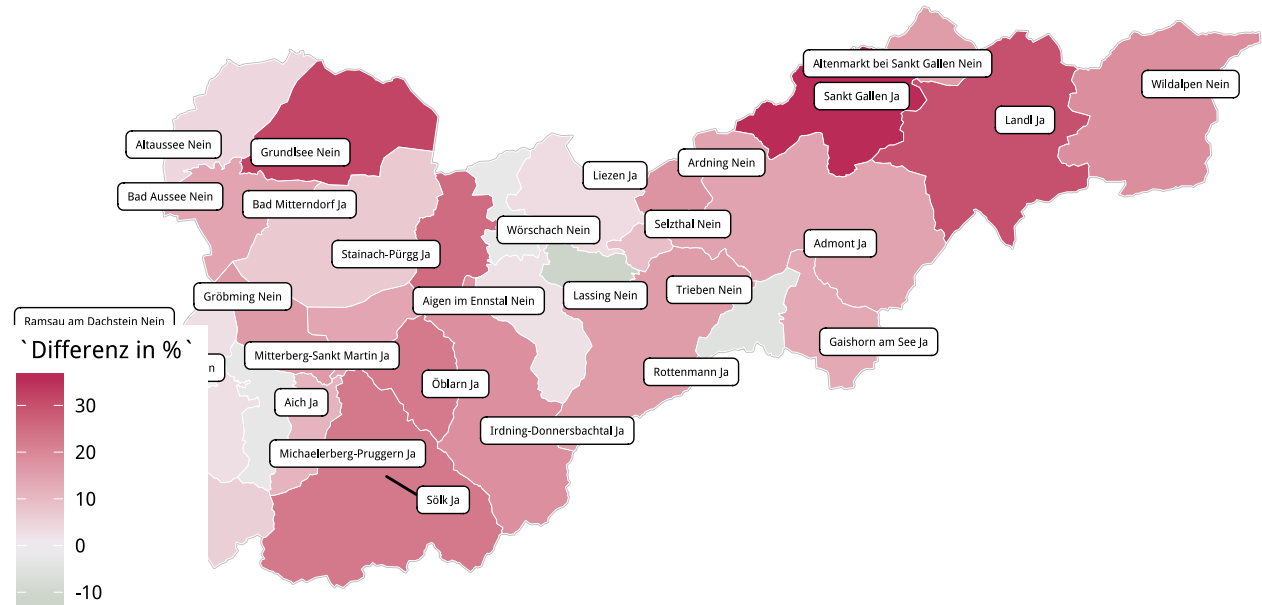 Altenmarkt bei Sankt Gallen Nein
Wildalpen Nein
Sankt Gallen Ja
Landl Ja
Altaussee Nein
Grundlsee Nein
Ardning Nein
Liezen Ja
Bad Aussee Nein
Bad Mitterndorf Ja
Selzthal Nein
Wörschach Nein
Admont Ja
Stainach-Pürgg Ja
Gröbming Nein
Aigen im Ennstal Nein
Lassing Nein
Trieben Nein
Ramsau am Dachstein Nein
Gaishorn am See Ja
`Differenz in %`
Mitterberg-Sankt Martin Ja
n
Rottenmann Ja
Öblarn Ja
Aich Ja
30
Irdning-Donnersbachtal Ja
20
Michaelerberg-Pruggern Ja
10
Sölk Ja
0
-10